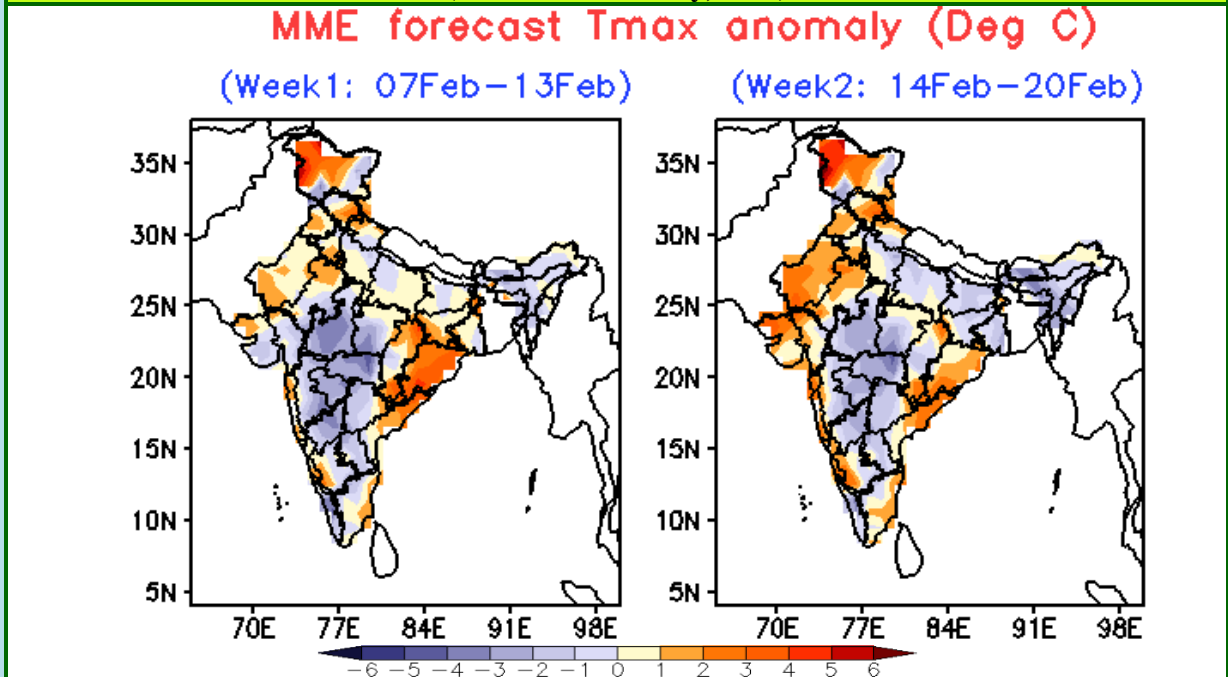 MME forecast Tmax anomaly (Deg C)
(Week1: 07Feb-13Feb)
(Week2: 14Feb-20Feb)
35N
30N
25N
20N
15N
10N
5N
70E 77E 84E 91E 98E
35N
30N
25N
20N
15N
10N
5N
70E 77E 84E 91E 98E
-6 -5 -4 -3 -2 -1 0 1 2 3 4 5 6